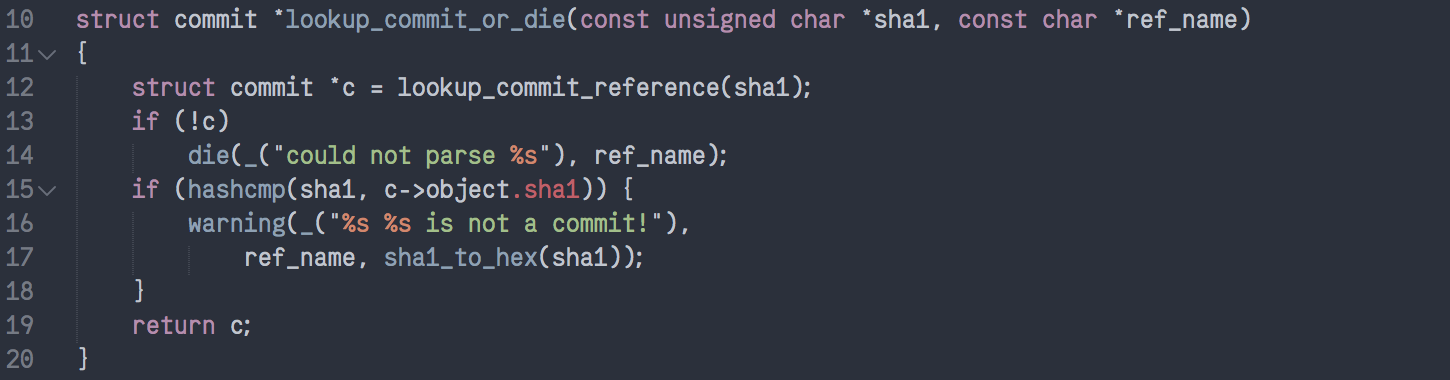 10 struct commit *lookup_commit_or_die(const unsigned char *sha1, const char *ref_name)
11 {
12     struct commit *c = lookup_commit_reference(sha1);
13     if (!c)
14         die(_("could not parse %s"), ref_name);
15     if (hashcmp(sha1, c->object.sha1)) {
16         warning(_("%s %s is not a commit!"),
17             ref_name, sha1_to_hex(sha1));
18     }
19     return c;
20 }